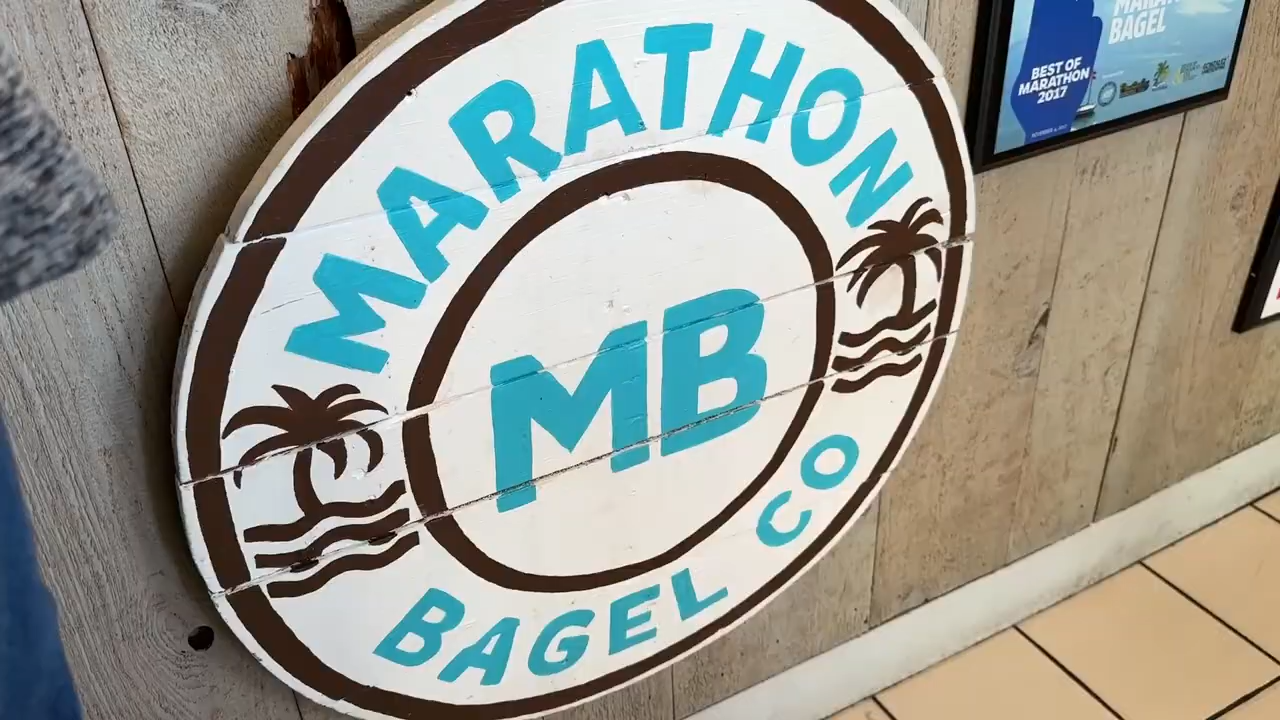 MARATHON
MB
BAGEL CO
BAGEL
BEST OF
MARATHON
2017